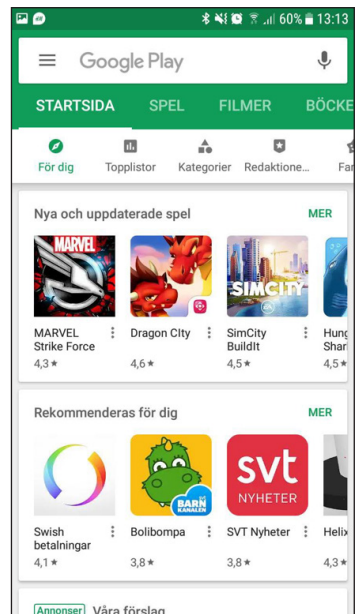 60% 13:13
Google Play
STARTSIDA SPEL FILMER BÖCKE
För dig Topplistor Kategorier Redaktione... Far
Nya och uppdaterade spel MER
MARVEL
SIMCITY
EA
MARVEL Strike Force
4,3★
Dragon City
4,6★
SimCity BuildIt
4,5★
Hung Shar
4,5★
Rekommenderas för dig MER
BARN KANALEN
svt
NYHETER
Swish betalningar
4,1★
Bolibompa
3,8★
SVT Nyheter
3,8★
Helix
4,3★
Annonser Våra förslag